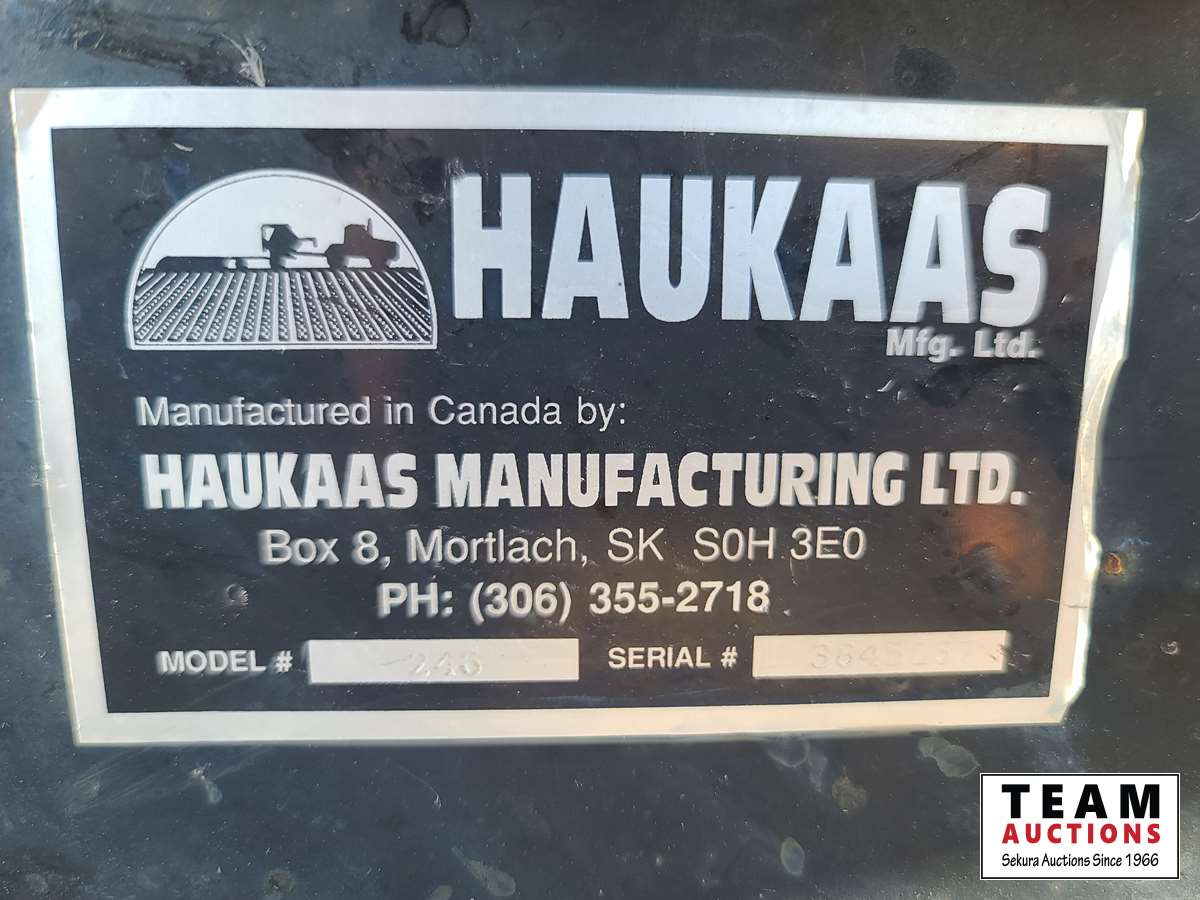 HAUKAAS
Mfg. Ltd.
Manufactured in Canada by:
HAUKAAS MANUFACTURING LTD.
Box 8, Mortlach, SK S0H 3E0
PH: (306) 355-2718
MODEL # SERIAL #
TEAM
AUCTIONS
Sekura Auctions Since 1966